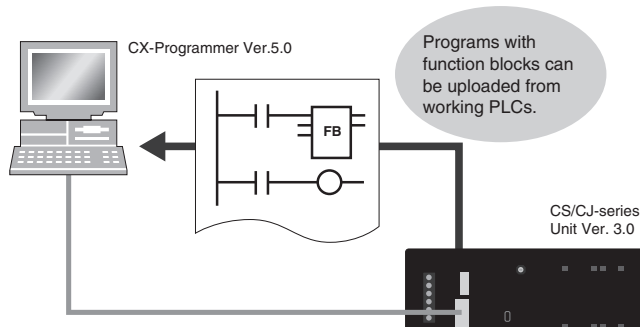 CX-Programmer Ver.5.0
Programs with
function blocks can
be uploaded from
working PLCs.
FB
CS/CJ-series
Unit Ver. 3.0